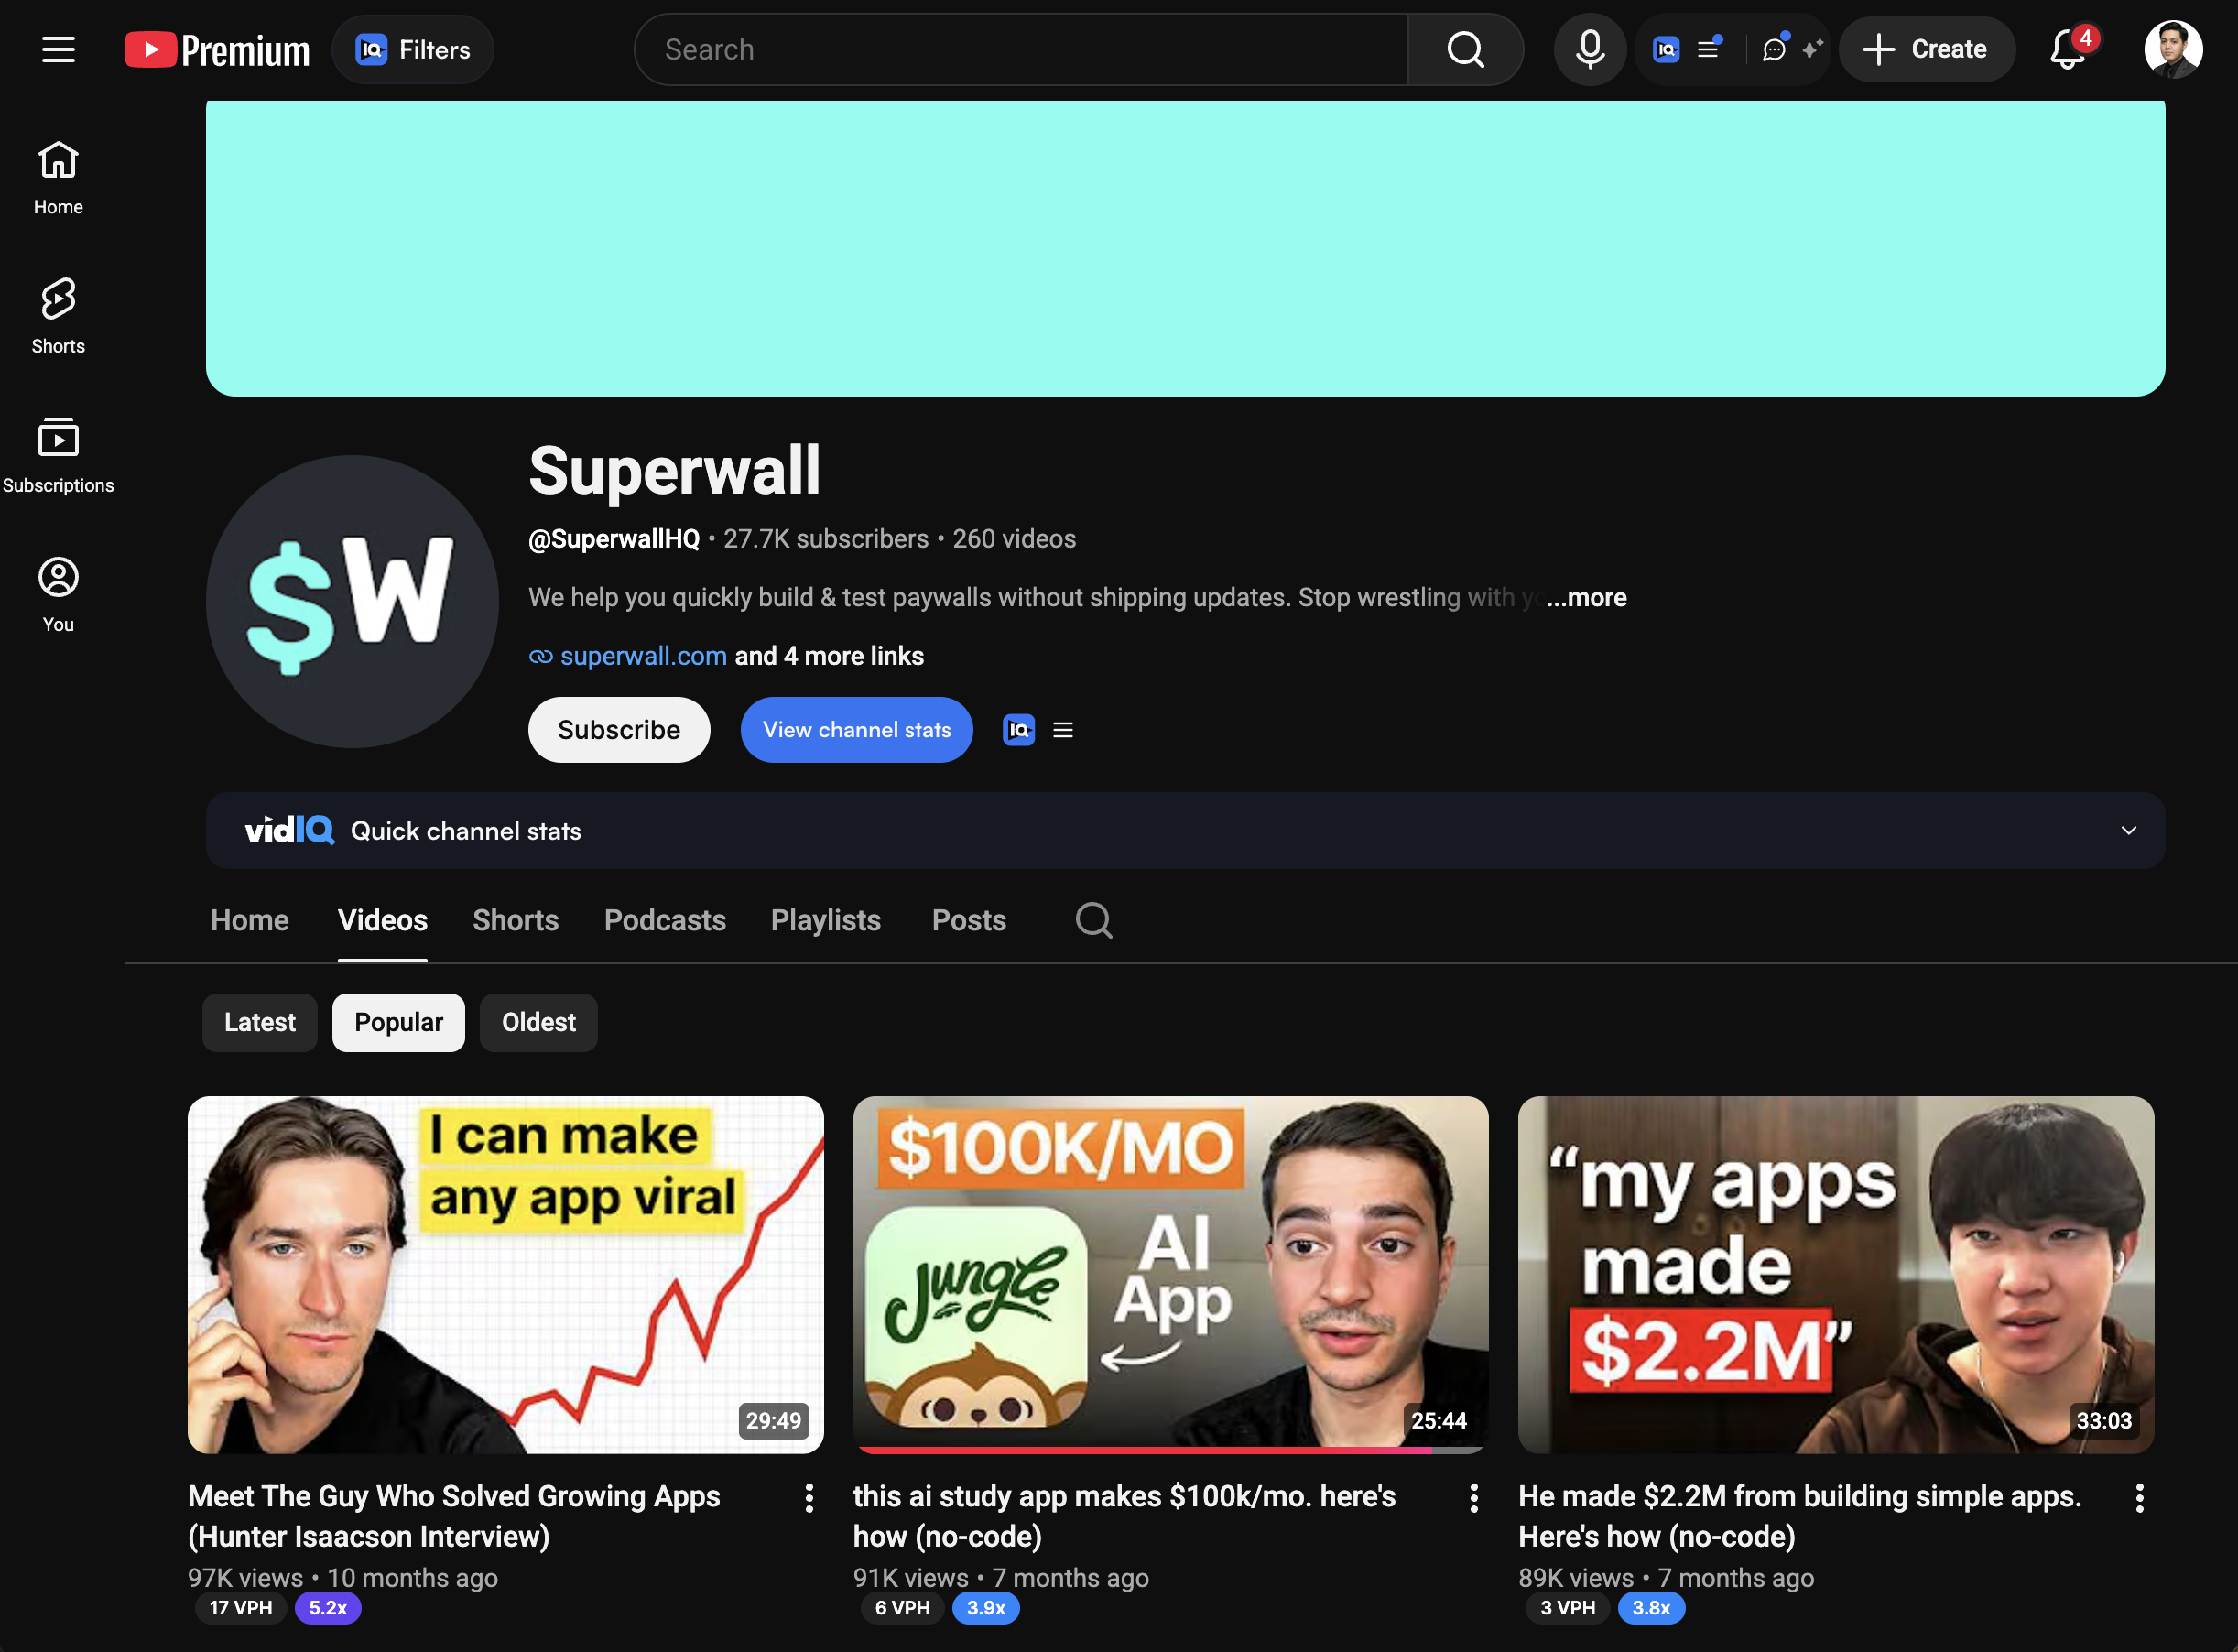 Premium
IQ Filters
Search
IQ
Create
4
Home
Shorts
Subscriptions
You
$W
Superwall
@SuperwallHQ • 27.7K subscribers • 260 videos
We help you quickly build & test paywalls without shipping updates. Stop wrestling with yo ...more
superwall.com and 4 more links
Subscribe
View channel stats
IQ
vidIQ Quick channel stats
Home Videos Shorts Podcasts Playlists Posts
Latest Popular Oldest
I can make
any app viral
29:49
$100K/MO
Jungle
AI
App
25:44
“my apps
made
$2.2M”
33:03
Meet The Guy Who Solved Growing Apps
(Hunter Isaacson Interview)
97K views • 10 months ago
17 VPH 5.2x
this ai study app makes $100k/mo. here's
how (no-code)
91K views • 7 months ago
6 VPH 3.9x
He made $2.2M from building simple apps.
Here's how (no-code)
89K views • 7 months ago
3 VPH 3.8x